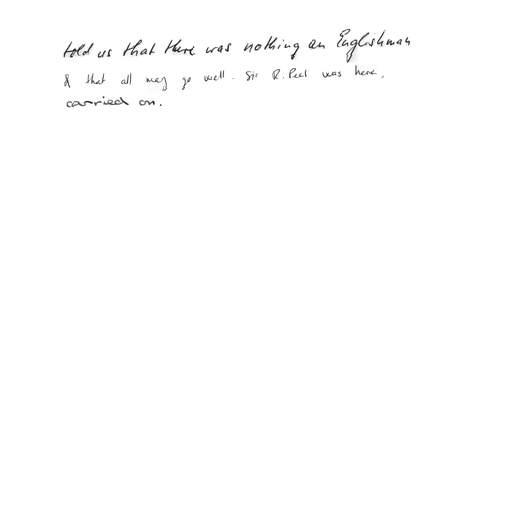 told us that there was nothing an Englishman
& that all may go well. Sir R. Peel was here,
carried on.